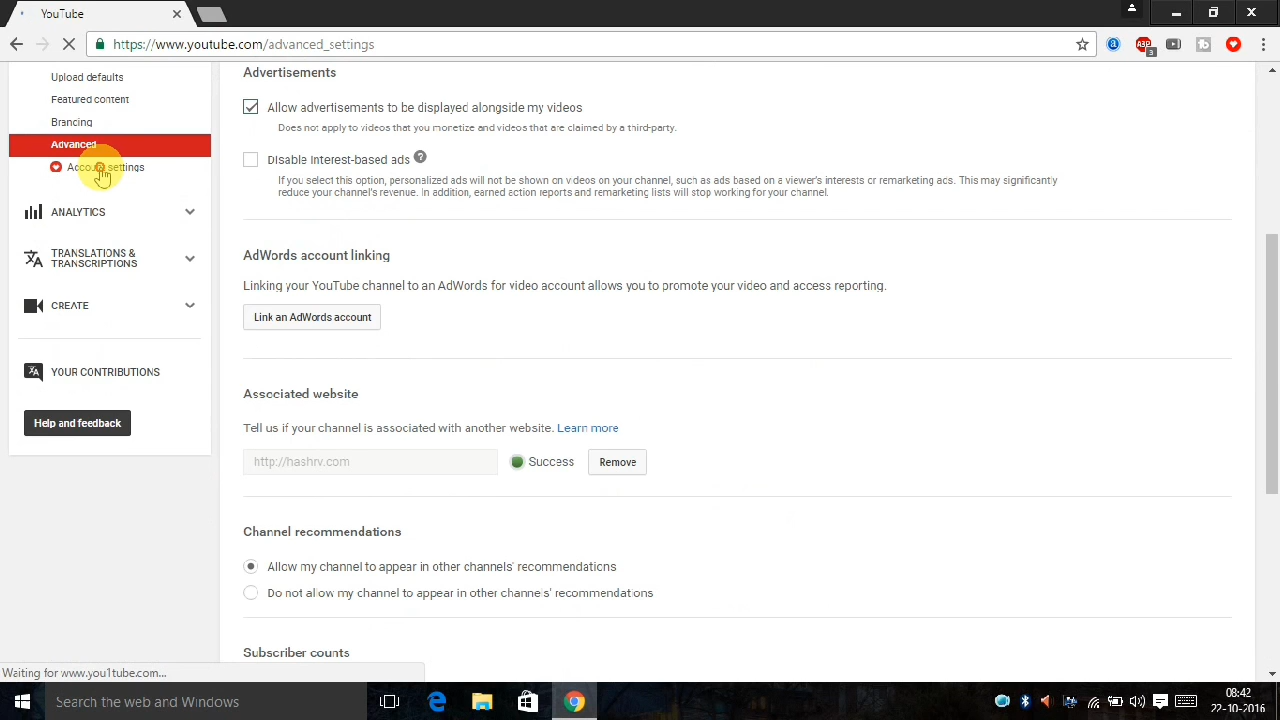 YouTube
https://www.youtube.com/advanced_settings
ABP
3
Upload defaults
Featured content
Branding
Advanced
Account settings
ANALYTICS
TRANSLATIONS &
TRANSCRIPTIONS
CREATE
YOUR CONTRIBUTIONS
Help and feedback
Advertisements
Allow advertisements to be displayed alongside my videos
Does not apply to videos that you monetize and videos that are claimed by a third-party.
Disable interest-based ads
If you select this option, personalized ads will not be shown on videos on your channel, such as ads based on a viewer's interests or remarketing ads. This may significantly
reduce your channel's revenue. In addition, earned action reports and remarketing lists will stop working for your channel.
AdWords account linking
Linking your YouTube channel to an AdWords for video account allows you to promote your video and access reporting.
Link an AdWords account
Associated website
Tell us if your channel is associated with another website. Learn more
http://hashrv.com Success Remove
Channel recommendations
Allow my channel to appear in other channels' recommendations
Do not allow my channel to appear in other channels' recommendations
Subscriber counts
Waiting for www.you1tube.com...
Search the web and Windows
08:42
22-10-2016